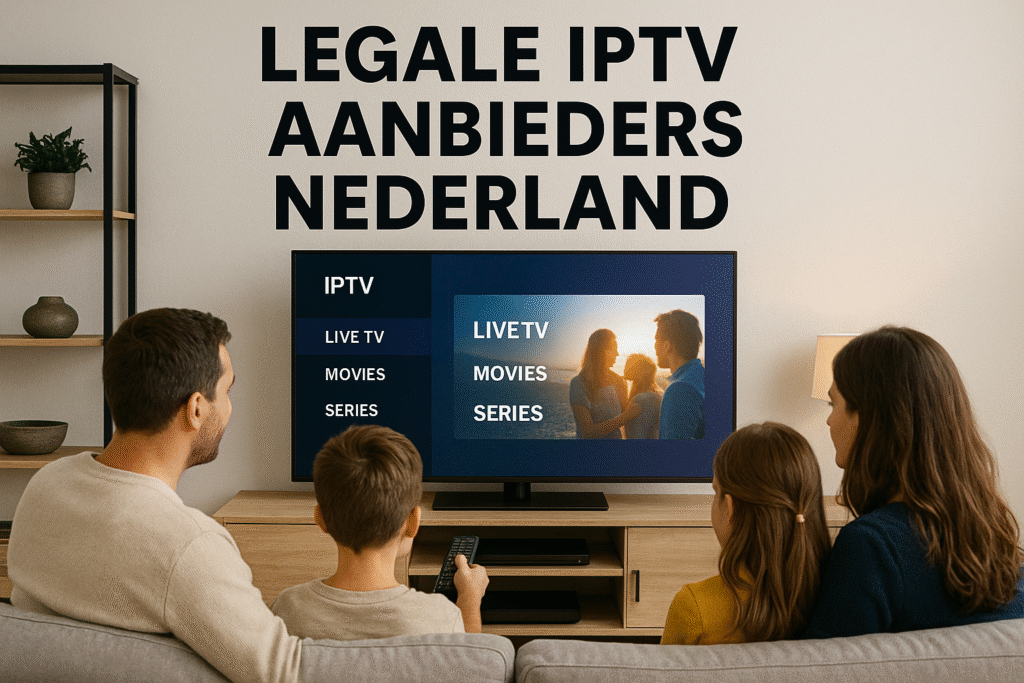 LEGALE IPTV
AANBIEDERS
NEDERLAND
IPTV
LIVE TV
MOVIES
SERIES
LIVETV
MOVIES
SERIES